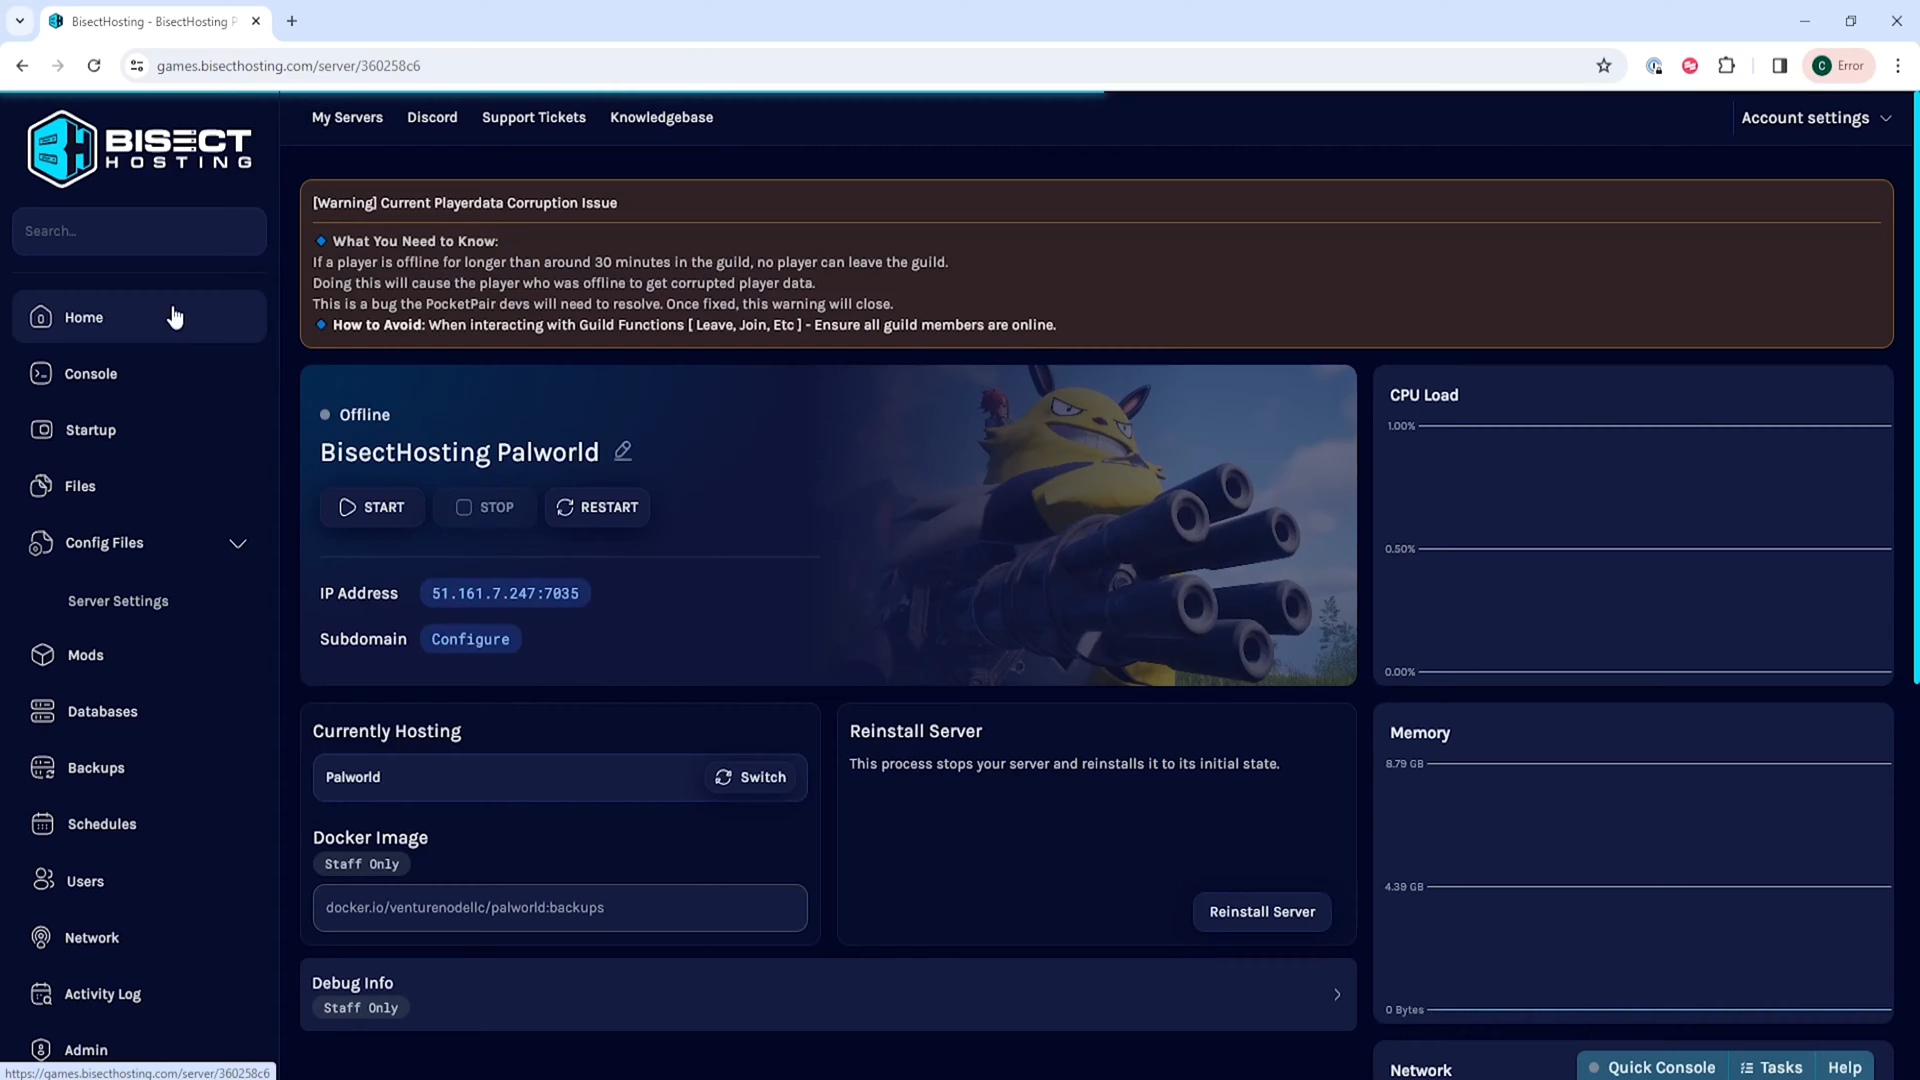 BisectHosting - BisectHosting P
games.bisecthosting.com/server/360258c6
C Error
BISECT
HOSTING
My Servers Discord Support Tickets Knowledgebase Account settings
Search...
Home
Console
Startup
Files
Config Files
Server Settings
Mods
Databases
Backups
Schedules
Users
Network
Activity Log
Admin
[Warning] Current Playerdata Corruption Issue
What You Need to Know:
If a player is offline for longer than around 30 minutes in the guild, no player can leave the guild.
Doing this will cause the player who was offline to get corrupted player data.
This is a bug the PocketPair devs will need to resolve. Once fixed, this warning will close.
How to Avoid: When interacting with Guild Functions [ Leave, Join, Etc ] - Ensure all guild members are online.
Offline
BisectHosting Palworld
START STOP RESTART
IP Address 51.161.7.247:7035
Subdomain Configure
CPU Load
1.00%
0.50%
0.00%
Currently Hosting
Palworld Switch
Docker Image
Staff Only
docker.io/venturenodellc/palworld:backups
Reinstall Server
This process stops your server and reinstalls it to its initial state.
Reinstall Server
Memory
8.79 GB
4.39 GB
0 Bytes
Debug Info
Staff Only
Network
Quick Console Tasks Help
https://games.bisecthosting.com/server/360258c6